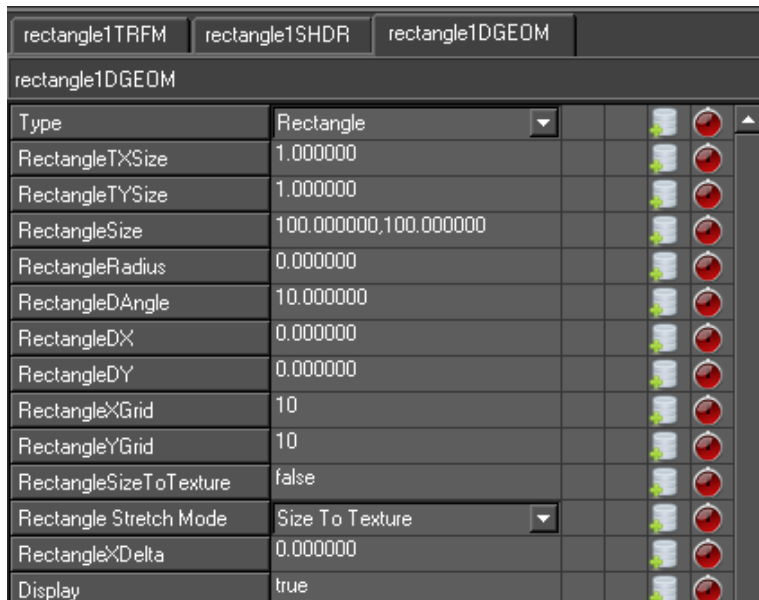 rectangle1TRFM rectangle1SHDR rectangle1DGEOM
rectangle1DGEOM
Type Rectangle
RectangleTXSize 1.000000
RectangleTYSize 1.000000
RectangleSize 100.000000,100.000000
RectangleRadius 0.000000
RectangleDAngle 10.000000
RectangleDX 0.000000
RectangleDY 0.000000
RectangleXGrid 10
RectangleYGrid 10
RectangleSizeToTexture false
Rectangle Stretch Mode Size To Texture
RectangleXDelta 0.000000
Display true